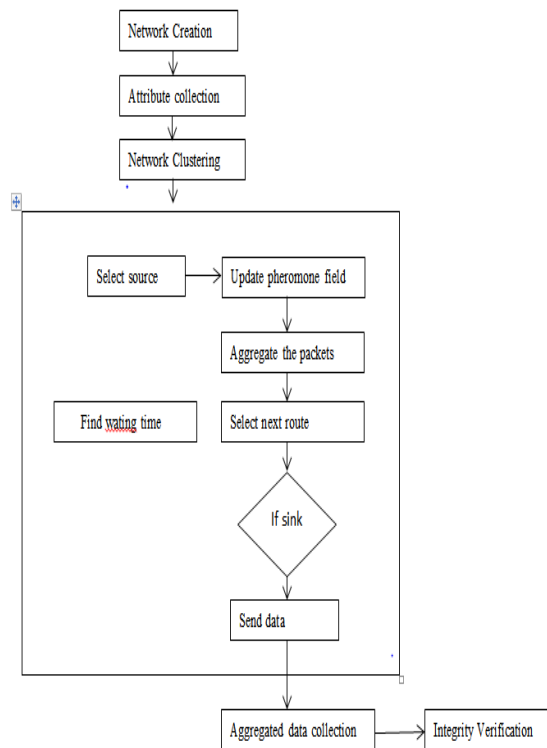 Network Creation
Attribute collection
Network Clustering
Select source
Update pheromone field
Aggregate the packets
Find wating time
Select next route
If sink
Send data
Aggregated data collection
Integrity Verification